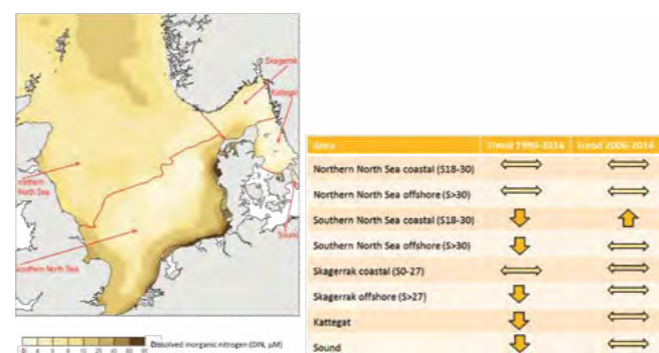 Skagerrak
Kattegat
northern
North Sea
Sound
southern North Sea
Dissolved inorganic nitrogen (DIN, µM)
Area Trend 1990-2014 Trend 2006-2014
Northern North Sea coastal (S18-30)
Northern North Sea offshore (S>30)
Southern North Sea coastal (S18-30)
Southern North Sea offshore (S>30)
Skagerrak coastal (S0-27)
Skagerrak offshore (S>27)
Kattegat
Sound